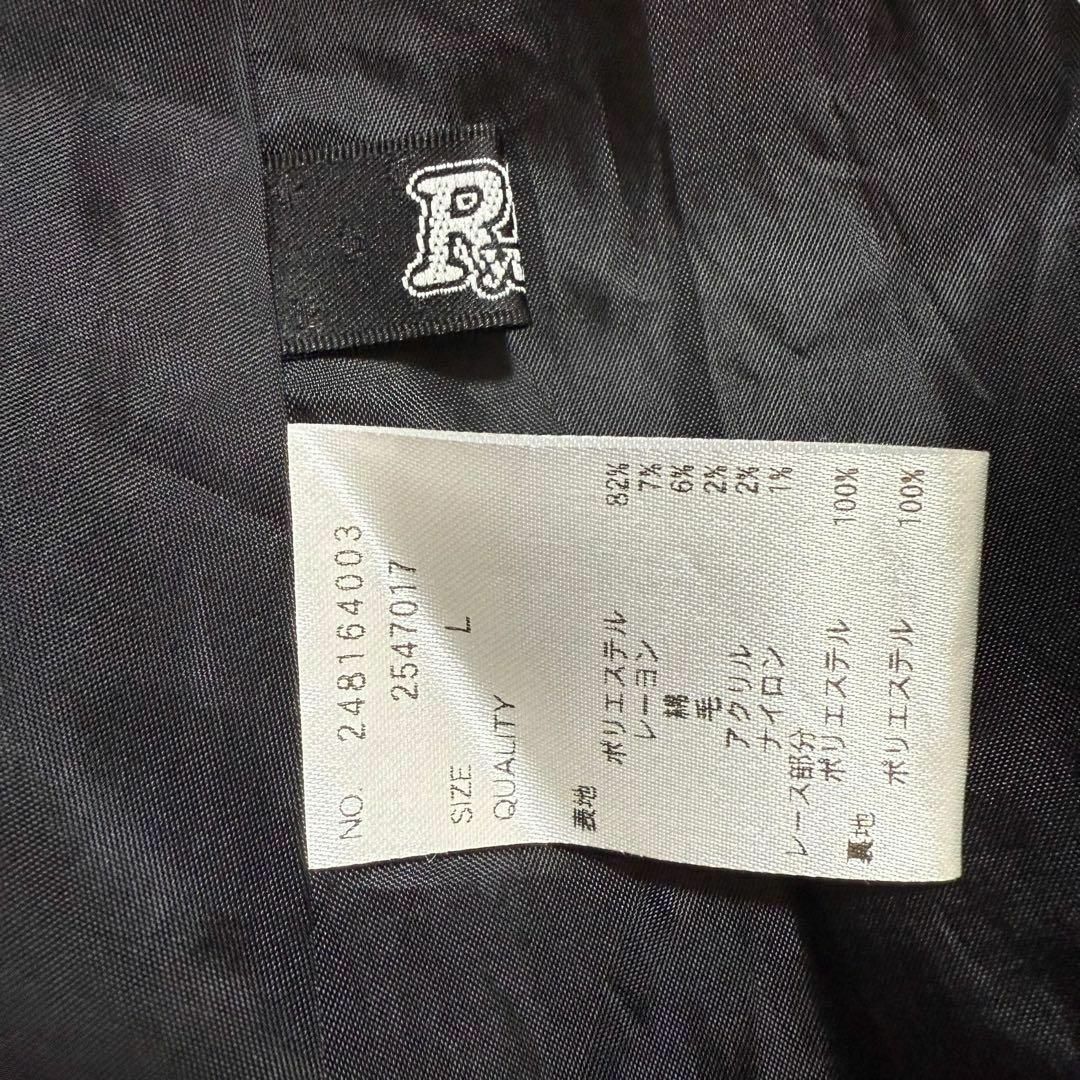 R
NO. 248164003
2547017
SIZE L
QUALITY
表地
ポリエステル 82%
レーヨン 7%
綿 6%
毛 2%
アクリル 2%
ナイロン 1%
レース部分
ポリエステル 100%
裏地
ポリエステル 100%